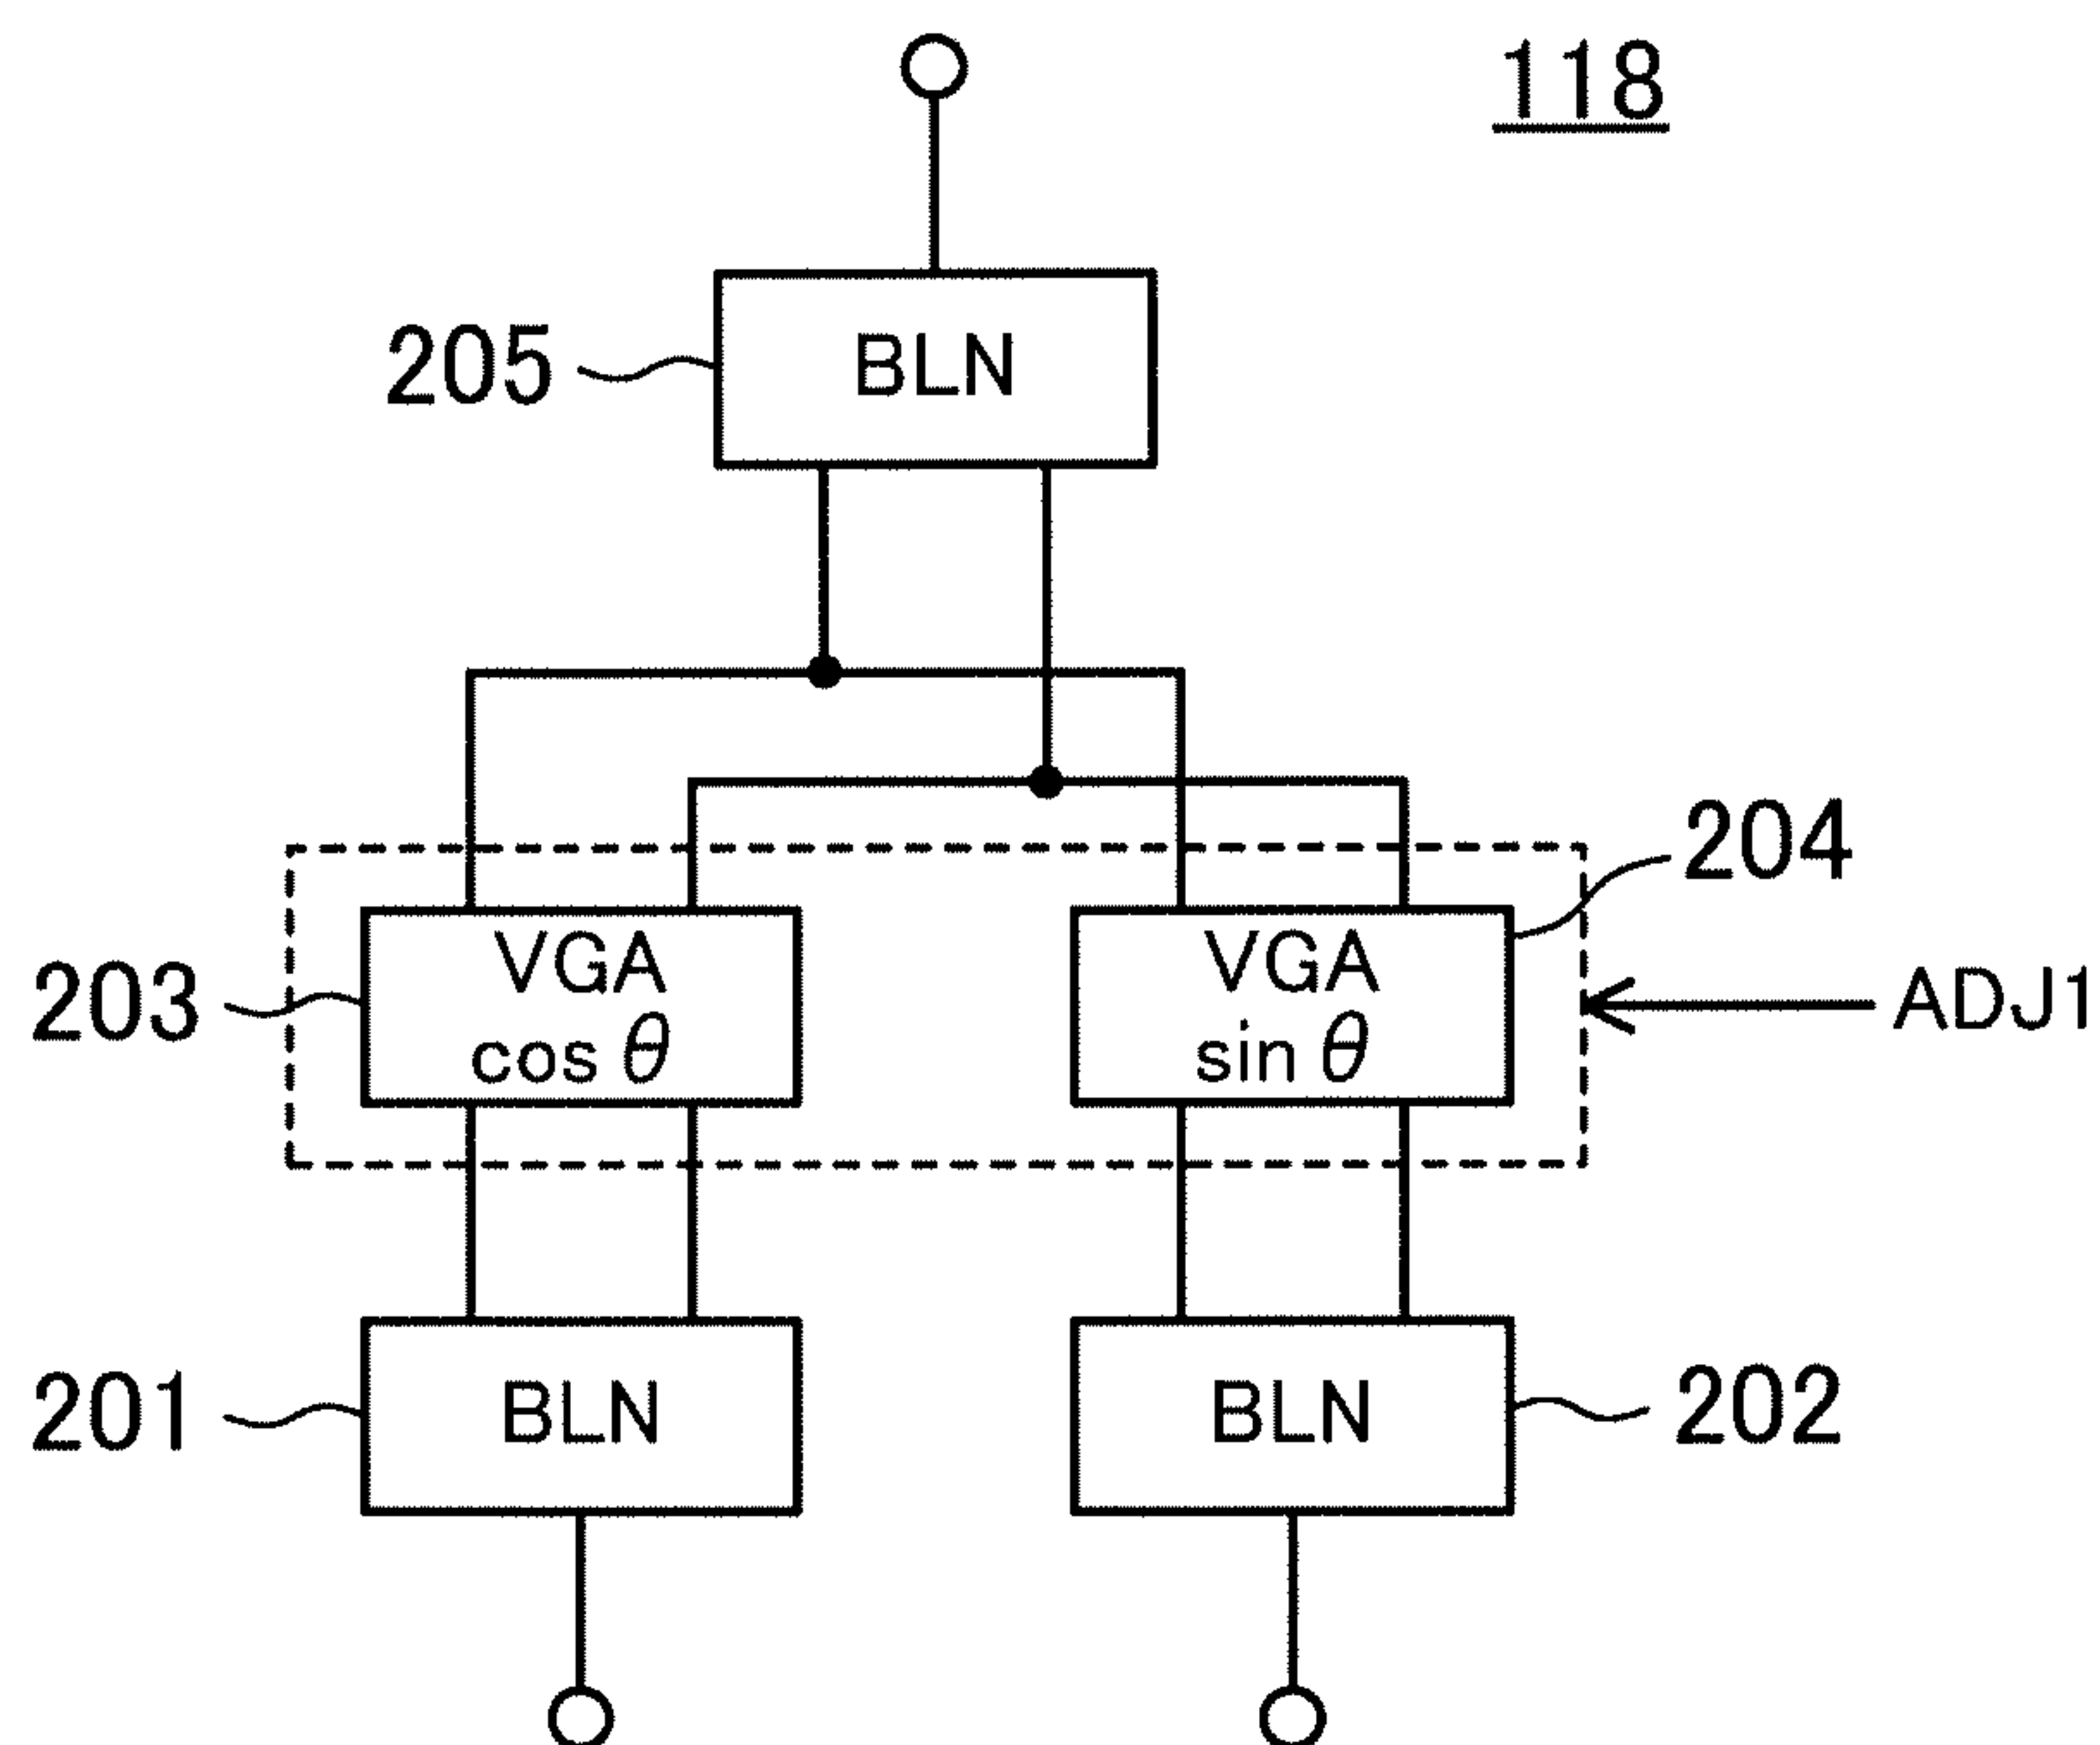 118
205
BLN
204
203
VGA
cos θ
VGA
sin θ
ADJ1
201
BLN
BLN
202